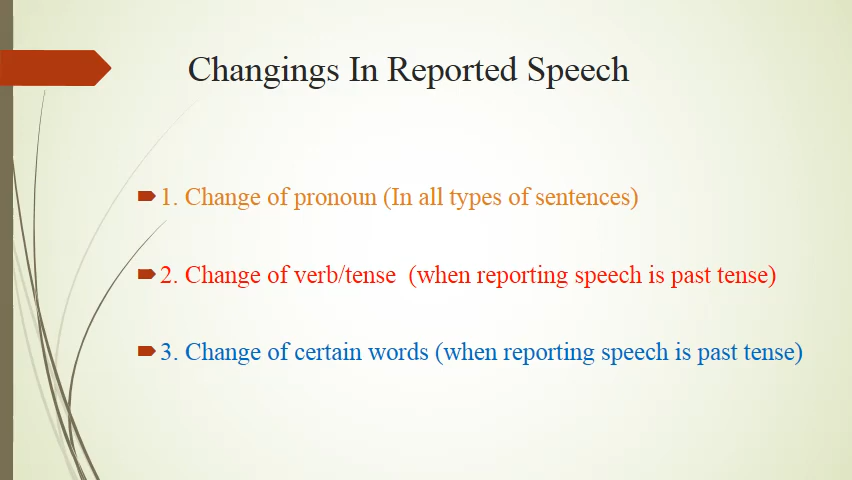 Changings In Reported Speech
1. Change of pronoun (In all types of sentences)
2. Change of verb/tense (when reporting speech is past tense)
3. Change of certain words (when reporting speech is past tense)